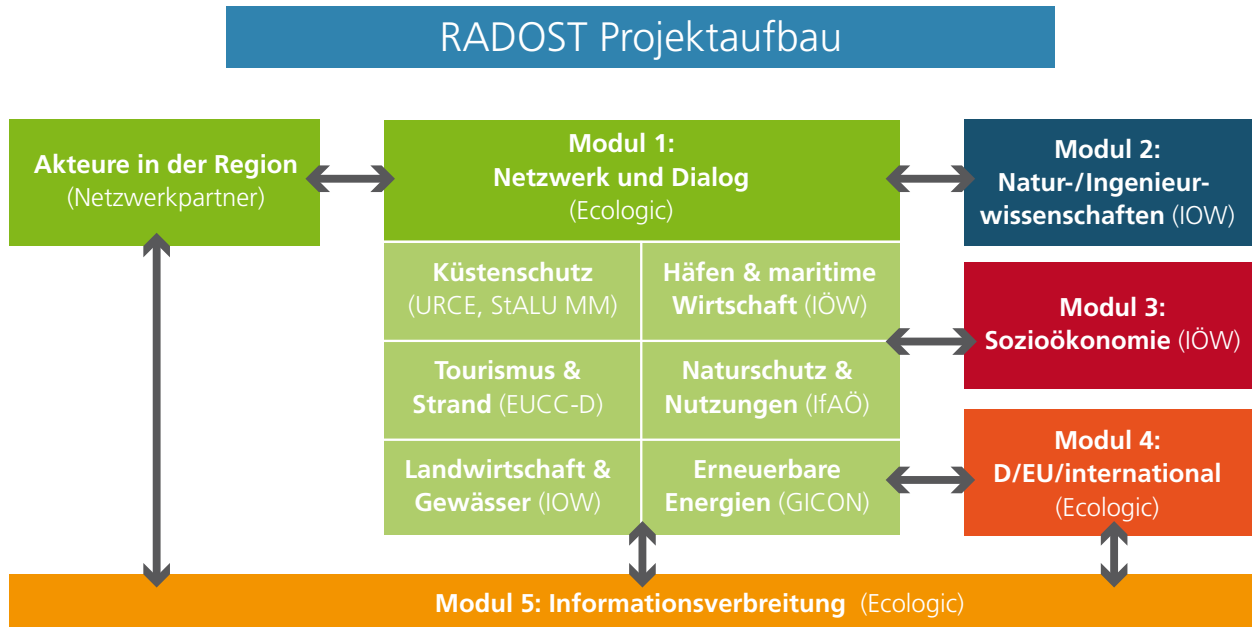 RADOST Projektaufbau
Akteure in der Region
(Netzwerkpartner)
Modul 1:
Netzwerk und Dialog
(Ecologic)
Modul 2:
Natur-/Ingenieur-
wissenschaften (IOW)
Küstenschutz
(URCE, StALU MM)
Häfen & maritime
Wirtschaft (IÖW)
Modul 3:
Sozioökonomie (IÖW)
Tourismus &
Strand (EUCC-D)
Naturschutz &
Nutzungen (IfAÖ)
Landwirtschaft &
Gewässer (IOW)
Erneuerbare
Energien (GICON)
Modul 4:
D/EU/international
(Ecologic)
Modul 5: Informationsverbreitung (Ecologic)